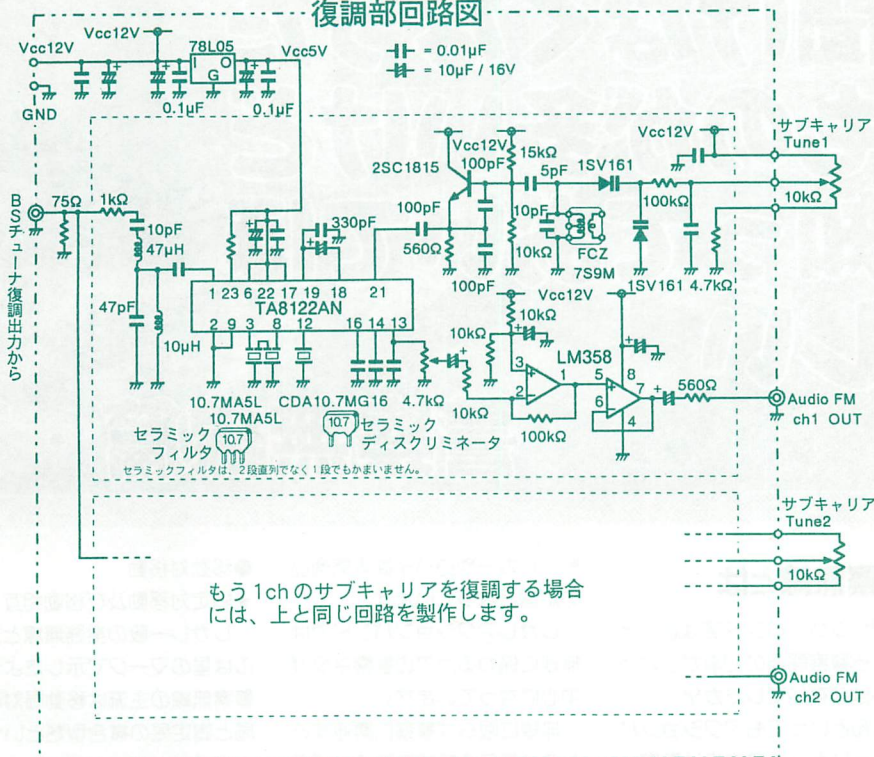 復調部回路図
Vcc12V
Vcc12V
78L05
Vcc5V
I O
G
= 0.01μF
= 10μF / 16V
GND
0.1μF
0.1μF
サブキャリア
Tune1
10kΩ
BSチューナ復調出力から
75Ω
1kΩ
10pF
47μH
47pF
10μH
330pF
2SC1815
Vcc12V
100pF
15kΩ
5pF
1SV161
Vcc12V
100kΩ
100pF
10pF
560Ω
10kΩ
100pF
FCZ
7S9M
1SV161
4.7kΩ
1 23 6 22 17 19 18 21
TA8122AN
2 9 3 8 12 16 14 13
Vcc12V
10kΩ
10kΩ
LM358
3
2
1
5
6
8
7
4
560Ω
10kΩ
100kΩ
4.7kΩ
Audio FM
ch1 OUT
10.7MA5L
10.7MA5L
CDA10.7MG16
セラミック
フィルタ
10.7
10.7
セラミック
ディスクリミネータ
セラミックフィルタは、2段直列でなく1段でもかまいません。
サブキャリア
Tune2
10kΩ
もう1chのサブキャリアを復調する場合
には、上と同じ回路を製作します。
Audio FM
ch2 OUT